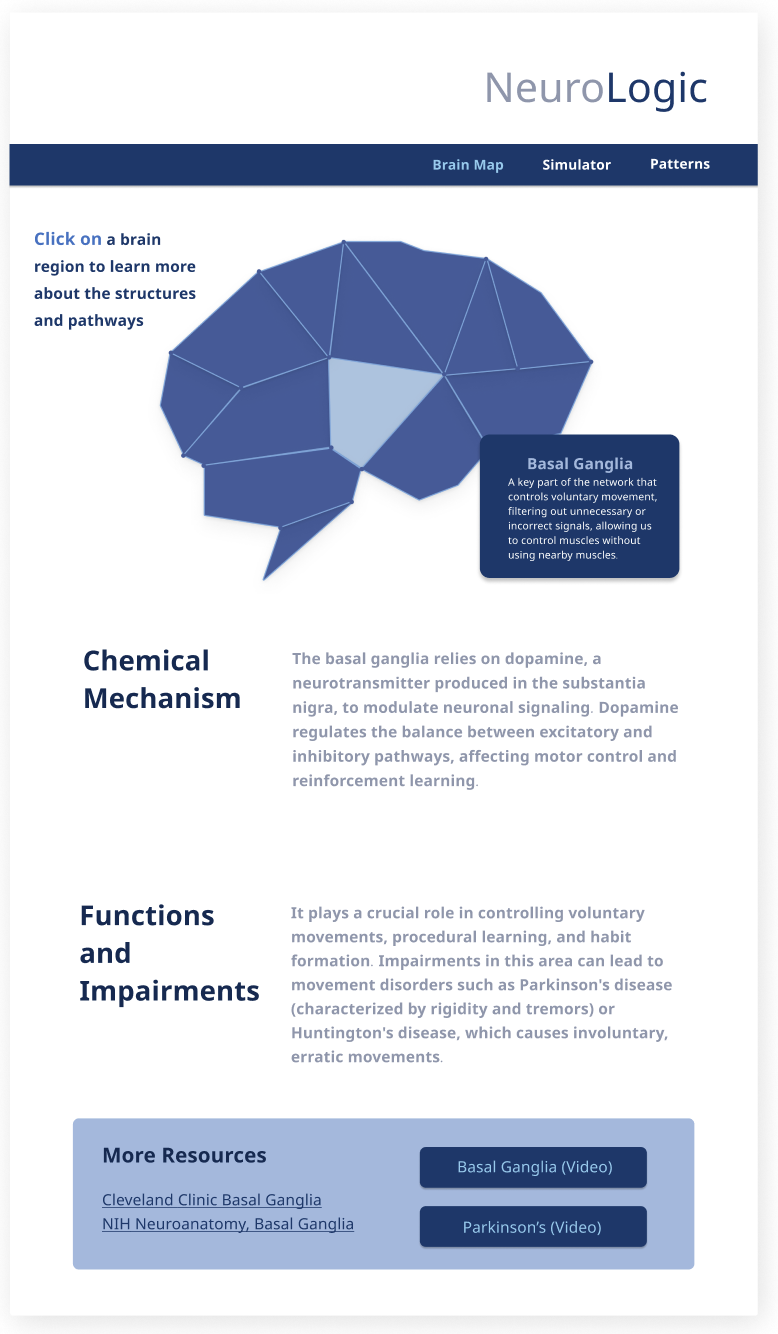 NeuroLogic
Brain Map Simulator Patterns
Click on a brain
region to learn more
about the structures
and pathways
Basal Ganglia
A key part of the network that
controls voluntary movement,
filtering out unnecessary or
incorrect signals, allowing us
to control muscles without
using nearby muscles.
Chemical
Mechanism
The basal ganglia relies on dopamine, a
neurotransmitter produced in the substantia
nigra, to modulate neuronal signaling. Dopamine
regulates the balance between excitatory and
inhibitory pathways, affecting motor control and
reinforcement learning.
Functions
and
Impairments
It plays a crucial role in controlling voluntary
movements, procedural learning, and habit
formation. Impairments in this area can lead to
movement disorders such as Parkinson's disease
(characterized by rigidity and tremors) or
Huntington's disease, which causes involuntary,
erratic movements.
More Resources
Cleveland Clinic Basal Ganglia
NIH Neuroanatomy, Basal Ganglia
Basal Ganglia (Video)
Parkinson’s (Video)